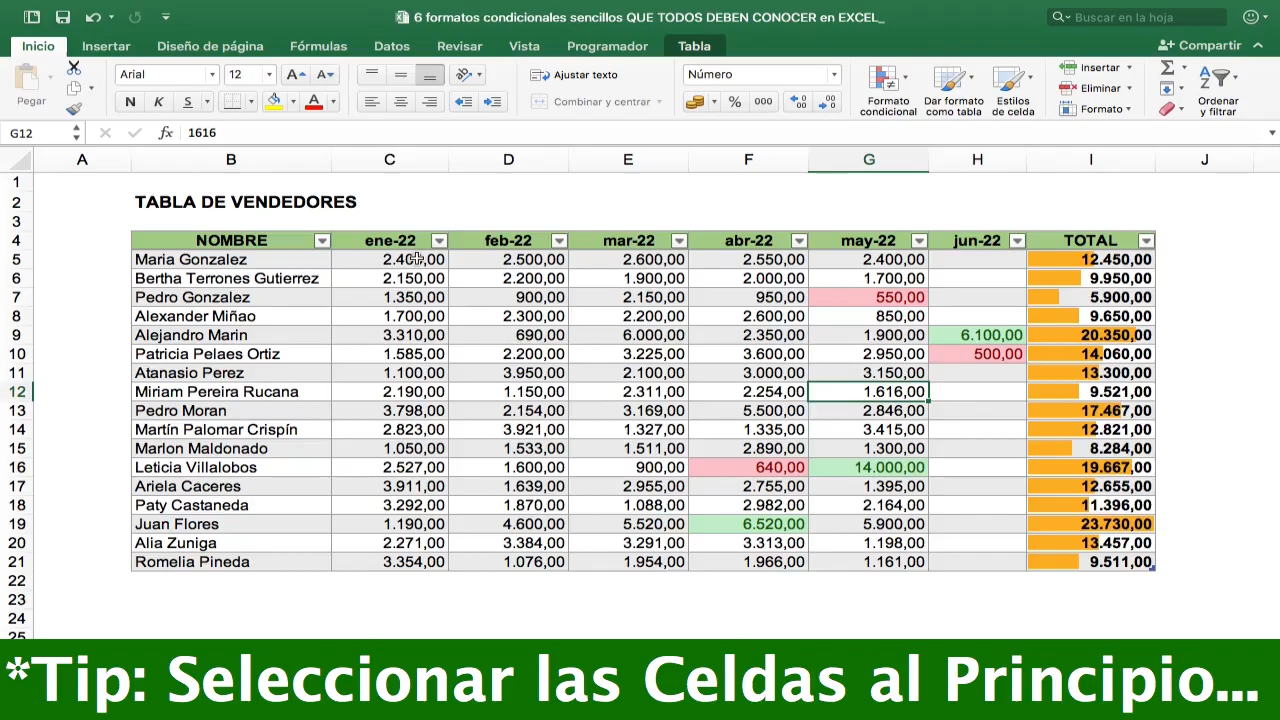 6 formatos condicionales sencillos QUE TODOS DEBEN CONOCER en EXCEL_
Buscar en la hoja
Inicio Insertar Diseño de página Fórmulas Datos Revisar Vista Programador Tabla Compartir
Pegar Arial 12 A A Ajustar texto Número Formato condicional Dar formato como tabla Estilos de celda Insertar Eliminar Formato Ordenar y filtrar
N K S A Combinar y centrar % 000
G12 fx 1616
A B C D E F G H I J
1
2 TABLA DE VENDEDORES
3
4 NOMBRE ene-22 feb-22 mar-22 abr-22 may-22 jun-22 TOTAL
5 Maria Gonzalez 2.400,00 2.500,00 2.600,00 2.550,00 2.400,00 12.450,00
6 Bertha Terrones Gutierrez 2.150,00 2.200,00 1.900,00 2.000,00 1.700,00 9.950,00
7 Pedro Gonzalez 1.350,00 900,00 2.150,00 950,00 550,00 5.900,00
8 Alexander Miñao 1.700,00 2.300,00 2.200,00 2.600,00 850,00 9.650,00
9 Alejandro Marin 3.310,00 690,00 6.000,00 2.350,00 1.900,00 6.100,00 20.350,00
10 Patricia Pelaes Ortiz 1.585,00 2.200,00 3.225,00 3.600,00 2.950,00 500,00 14.060,00
11 Atanasio Perez 1.100,00 3.950,00 2.100,00 3.000,00 3.150,00 13.300,00
12 Miriam Pereira Rucana 2.190,00 1.150,00 2.311,00 2.254,00 1.616,00 9.521,00
13 Pedro Moran 3.798,00 2.154,00 3.169,00 5.500,00 2.846,00 17.467,00
14 Martín Palomar Crispín 2.823,00 3.921,00 1.327,00 1.335,00 3.415,00 12.821,00
15 Marlon Maldonado 1.050,00 1.533,00 1.511,00 2.890,00 1.300,00 8.284,00
16 Leticia Villalobos 2.527,00 1.600,00 900,00 640,00 14.000,00 19.667,00
17 Ariela Caceres 3.911,00 1.639,00 2.955,00 2.755,00 1.395,00 12.655,00
18 Paty Castaneda 3.292,00 1.870,00 1.088,00 2.982,00 2.164,00 11.396,00
19 Juan Flores 1.190,00 4.600,00 5.520,00 6.520,00 5.900,00 23.730,00
20 Alia Zuniga 2.271,00 3.384,00 3.291,00 3.313,00 1.198,00 13.457,00
21 Romelia Pineda 3.354,00 1.076,00 1.954,00 1.966,00 1.161,00 9.511,00
22
23
24
25
*Tip: Seleccionar las Celdas al Principio...